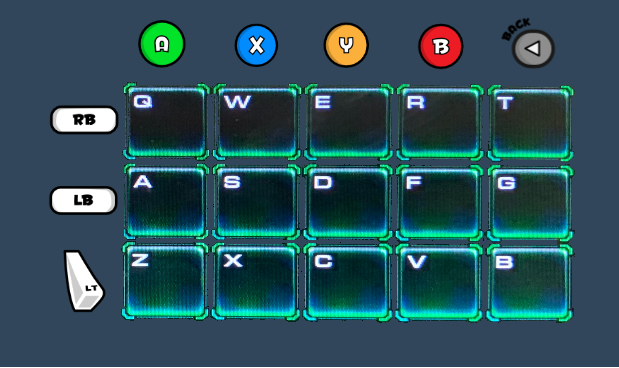 A X Y B BACK
RB Q W E R T
LB A S D F G
LT Z X C V B